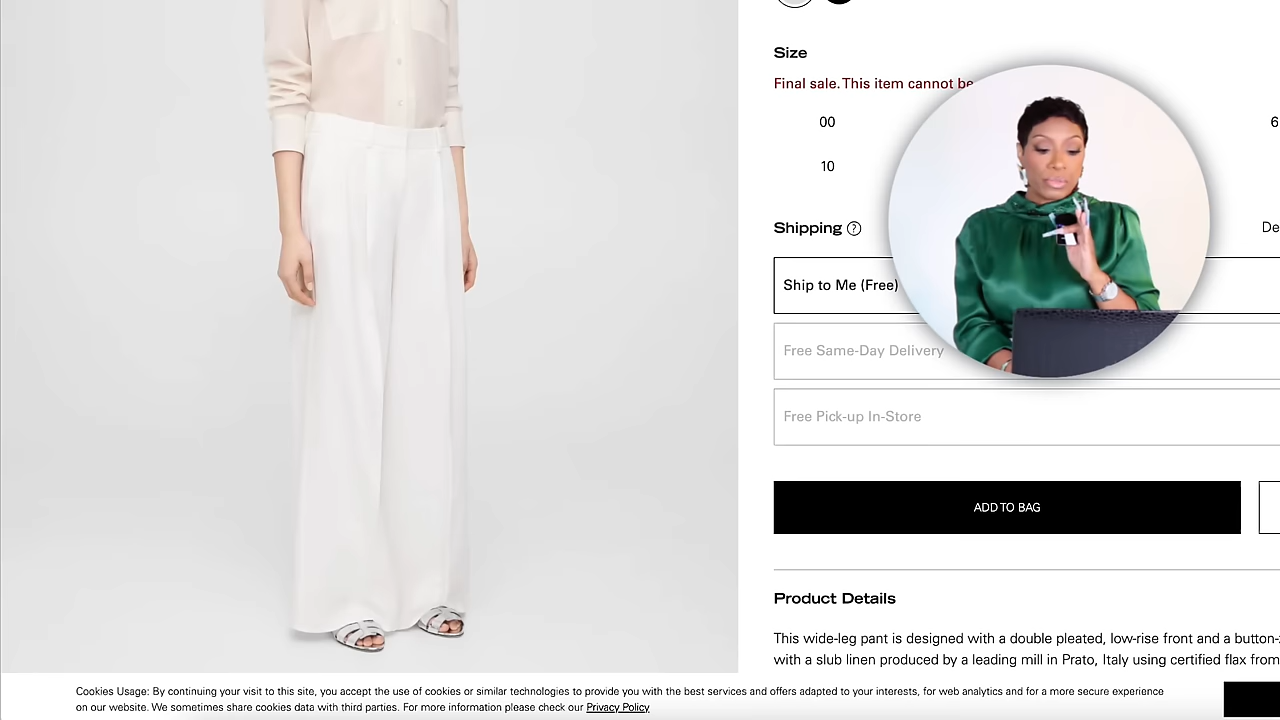 Size
Final sale. This item cannot be
00
6
10
Shipping ?
De
Ship to Me (Free)
Free Same-Day Delivery
Free Pick-up In-Store
ADD TO BAG
Product Details
This wide-leg pant is designed with a double pleated, low-rise front and a button-
with a slub linen produced by a leading mill in Prato, Italy using certified flax from
Cookies Usage: By continuing your visit to this site, you accept the use of cookies or similar technologies to provide you with the best services and offers adapted to your interests, for web analytics and for a more secure experience
on our website. We sometimes share cookies data with third parties. For more information please check our Privacy Policy